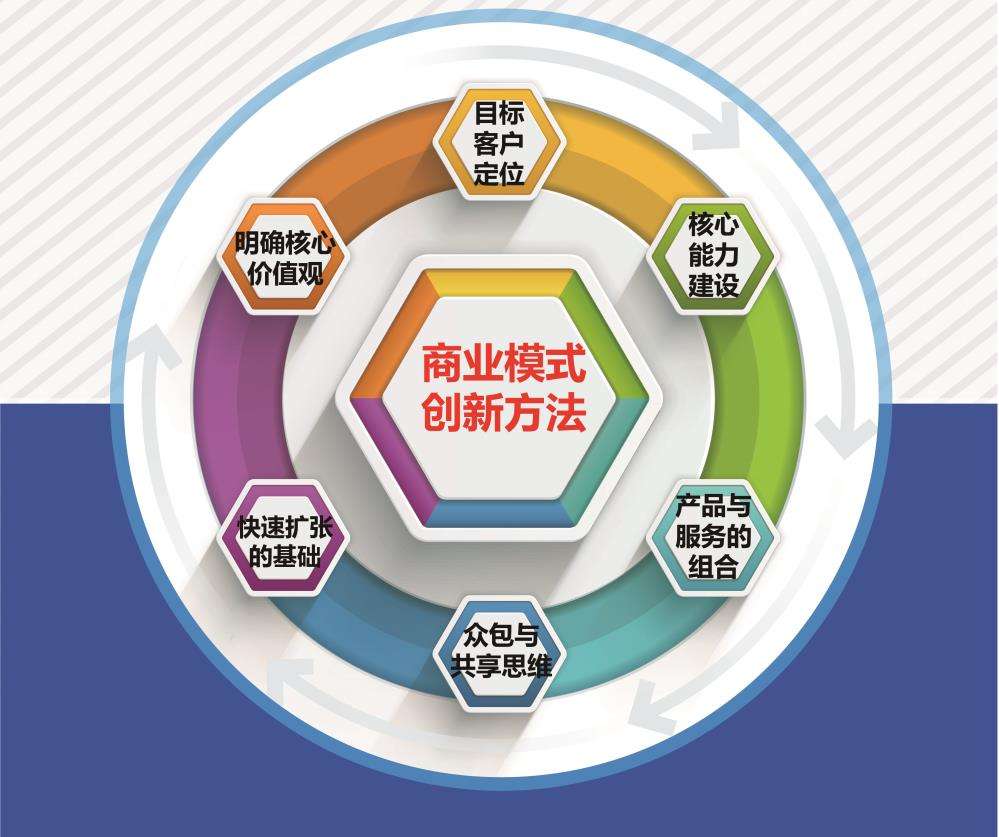 目标
客户
定位
核心
能力
建设
产品与
服务的
组合
众包与
共享思维
快速扩张
的基础
明确核心
价值观
商业模式
创新方法